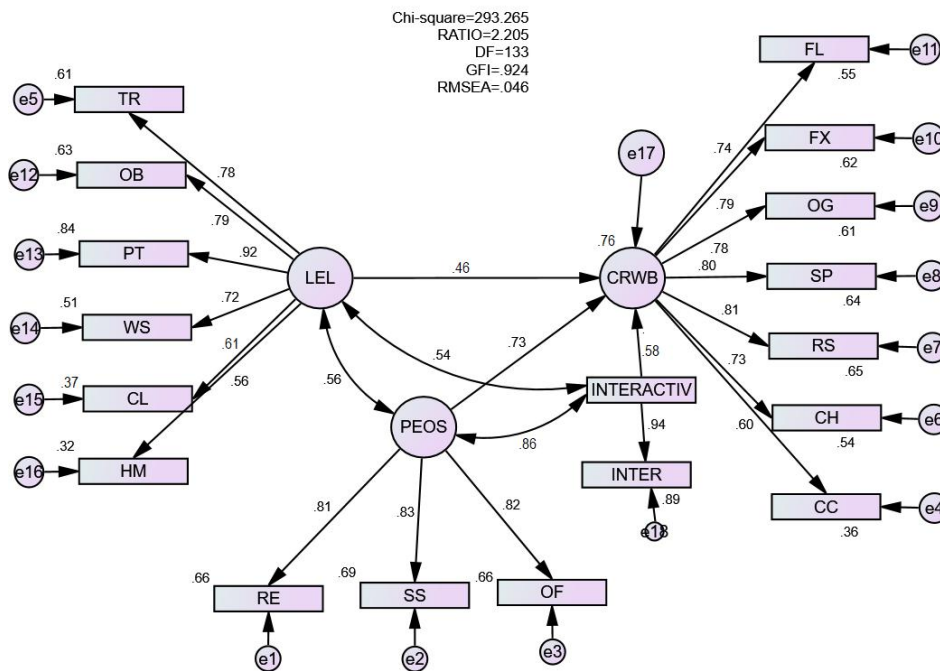 Chi-square=293.265
RATIO=2.205
DF=133
GFI=.924
RMSEA=.046
.61
e5
TR
.63
e12
OB
.84
e13
PT
.51
e14
WS
.37
e15
CL
.32
e16
HM
.78
.79
.92
.72
.61
.56
LEL
.46
.56
.54
PEOS
.86
.73
.81
.83
.82
.66
RE
e1
.69
SS
e2
.66
OF
e3
e17
.76
CRWB
.58
INTERACTIV
.94
INTER
.89
e18
.74
.79
.78
.80
.81
.73
.60
FL
e11
.55
FX
e10
.62
OG
e9
.61
SP
e8
.64
RS
e7
.65
CH
e6
.54
CC
e4
.36